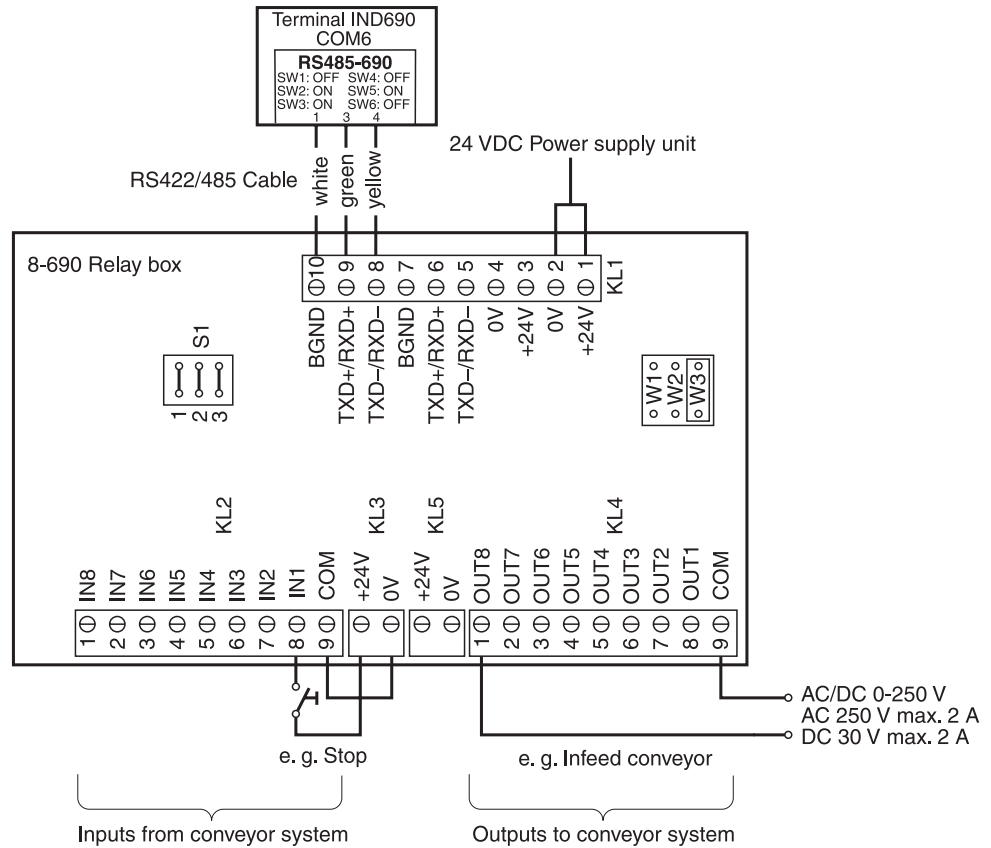 Terminal IND690
COM6
RS485-690
SW1: OFF SW4: OFF
SW2: ON SW5: ON
SW3: ON SW6: OFF
1 3 4
RS422/485 Cable
white
green
yellow
24 VDC Power supply unit
8-690 Relay box
10 9 8 7 6 5 4 3 2 1
KL1
BGND
TXD+/RXD+
TXD–/RXD–
BGND
TXD+/RXD+
TXD–/RXD–
0V
+24V
0V
+24V
S1
1 2 3
W1
W2
W3
KL2
KL3
KL5
KL4
IN8
IN7
IN6
IN5
IN4
IN3
IN2
IN1
COM
+24V
0V
+24V
0V
OUT8
OUT7
OUT6
OUT5
OUT4
OUT3
OUT2
OUT1
COM
1 2 3 4 5 6 7 8 9
1 2 3 4 5 6 7 8 9
AC/DC 0-250 V
AC 250 V max. 2 A
DC 30 V max. 2 A
e. g. Stop
e. g. Infeed conveyor
Inputs from conveyor system
Outputs to conveyor system